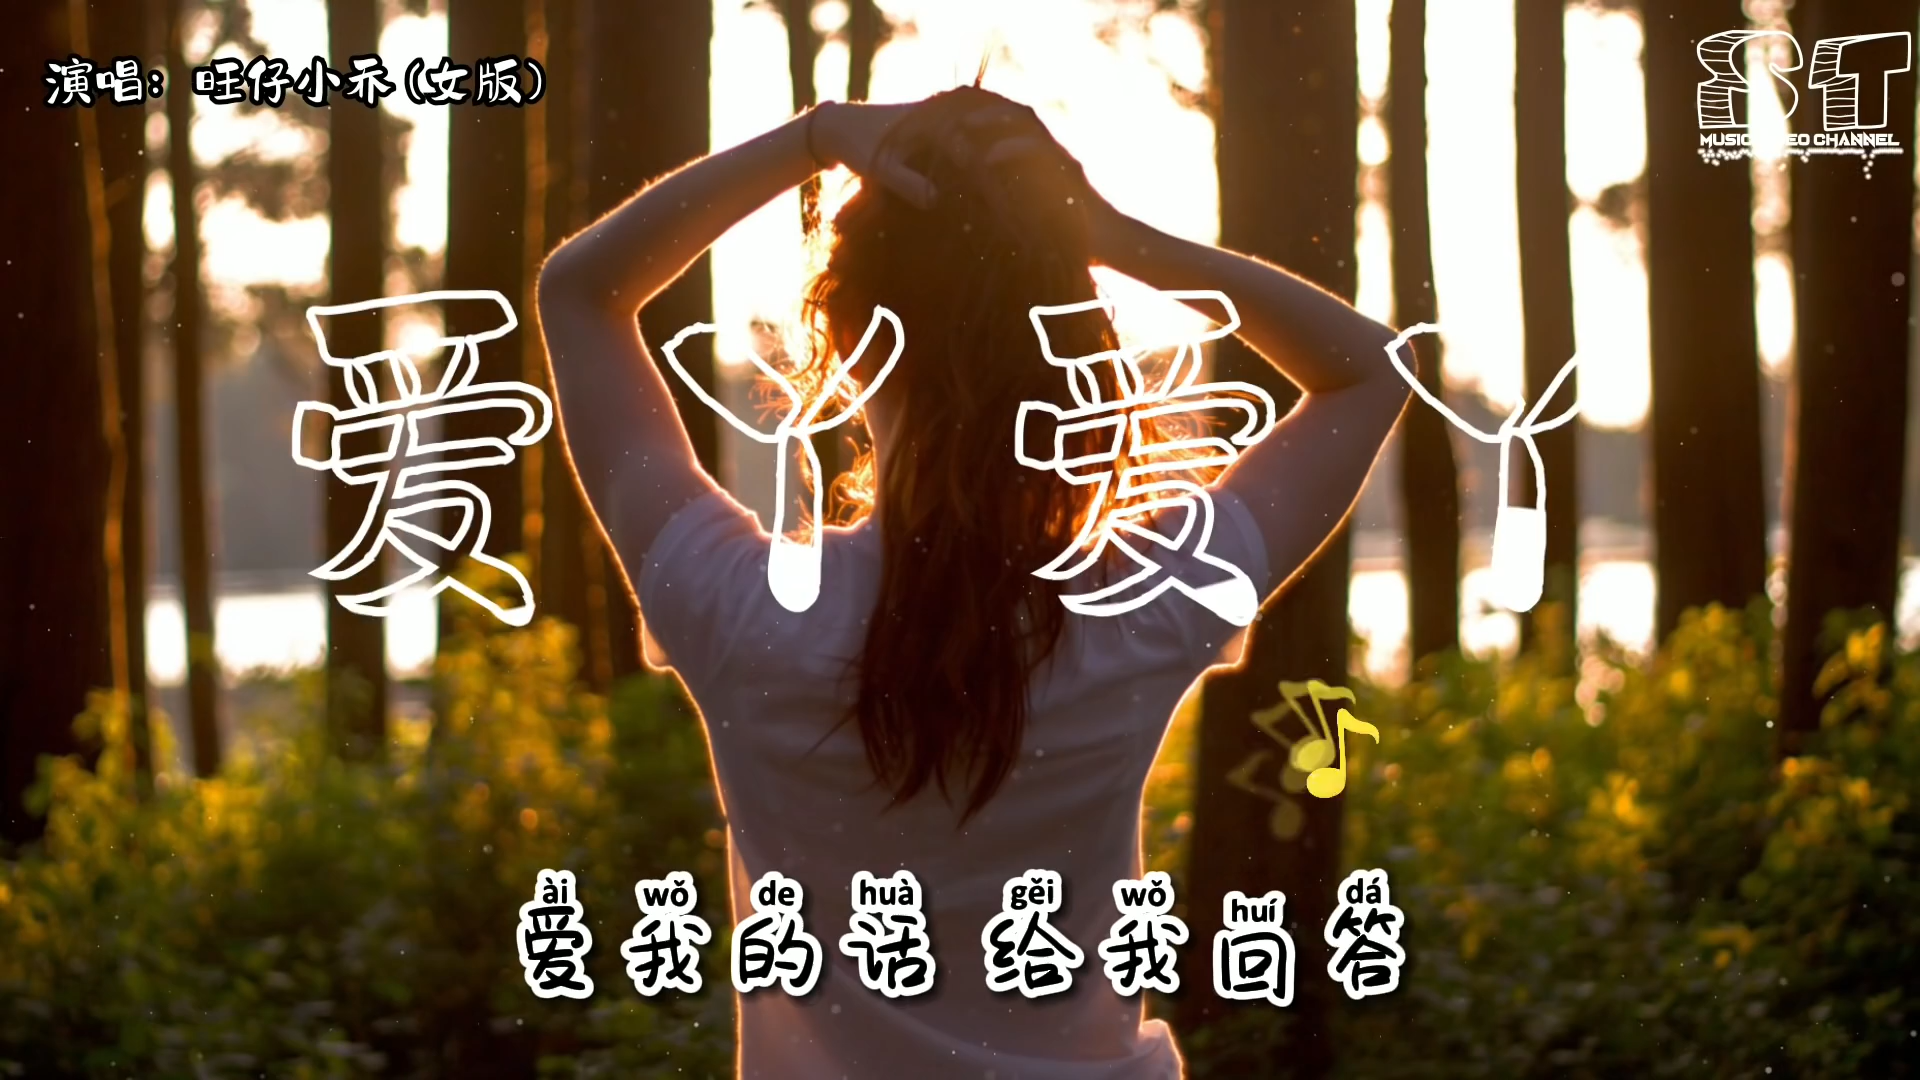 演唱：旺仔小乔(女版)
ST
MUSIC VIDEO CHANNEL
爱丫爱丫
ài wǒ de huà gěi wǒ huí dá
爱我的话 给我回答